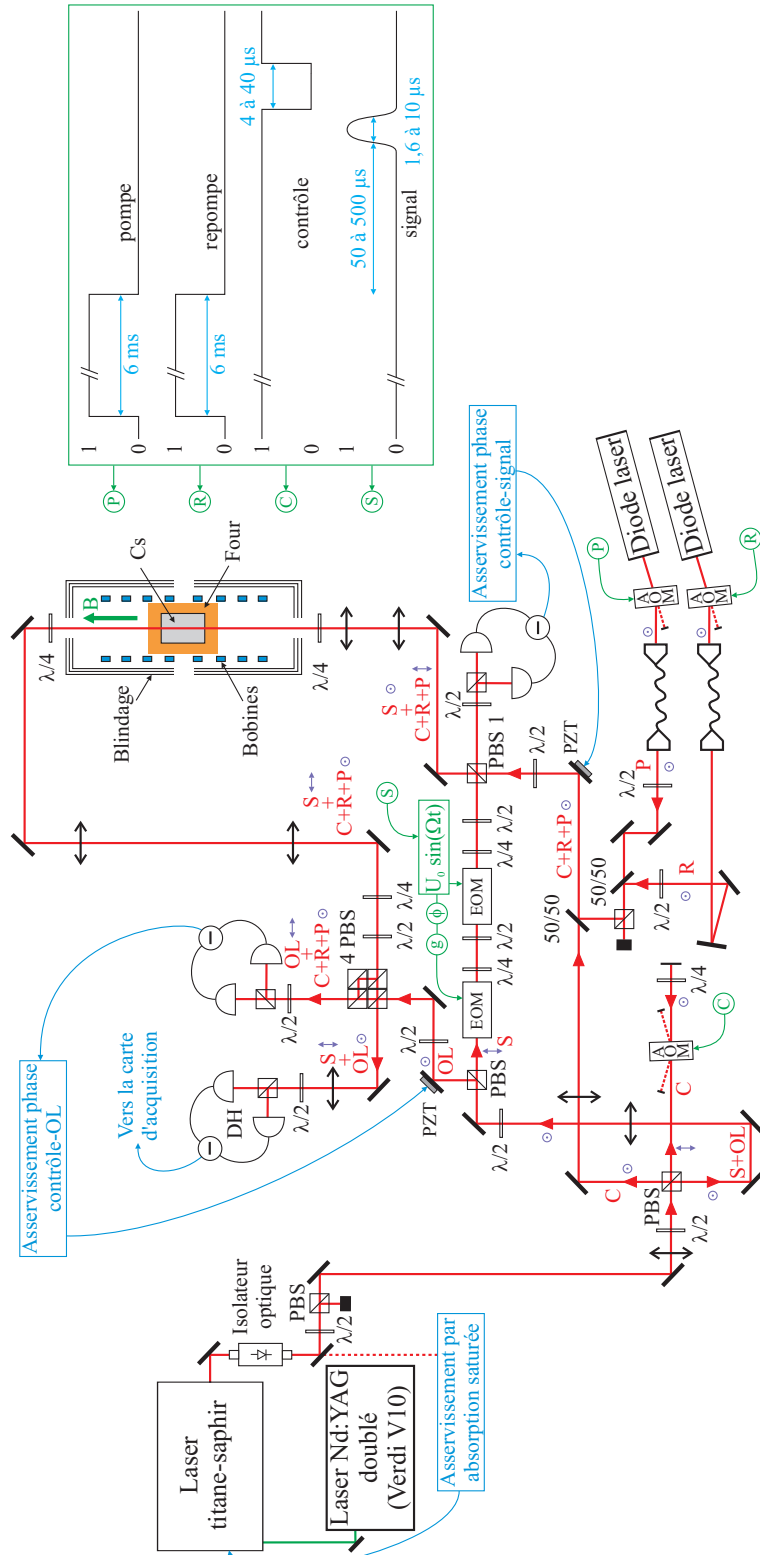 Laser
titane-saphir
Laser Nd:YAG
doublé
(Verdi V10)
Asservissement par
absorption saturée
Isolateur
optique
PBS
λ/2
Asservissement phase
contrôle-OL
Vers la carte
d'acquisition
DH
λ/2
S
+
OL
λ/2
OL
+
C+R+P
4 PBS
λ/2
λ/4
PZT
λ/2
OL
PBS
S
EOM
λ/4
λ/2
EOM
λ/4
λ/2
g
ϕ
U₀ sin(Ωt)
S
S
+
C+R+P
PBS 1
λ/2
S
+
C+R+P
Asservissement phase
contrôle-signal
λ/2
PZT
C+R+P
50/50
50/50
λ/2
S+OL
PBS
λ/2
C
C
AOM
C
λ/4
λ/2
R
λ/2
P
AOM
P
Diode laser
AOM
R
Diode laser
Blindage
Bobines
λ/4
λ/4
B
Cs
Four
P
1
0
6 ms
pompe
R
1
0
6 ms
repompe
C
1
0
contrôle
4 à 40 µs
S
1
0
50 à 500 µs
signal
1,6 à 10 µs